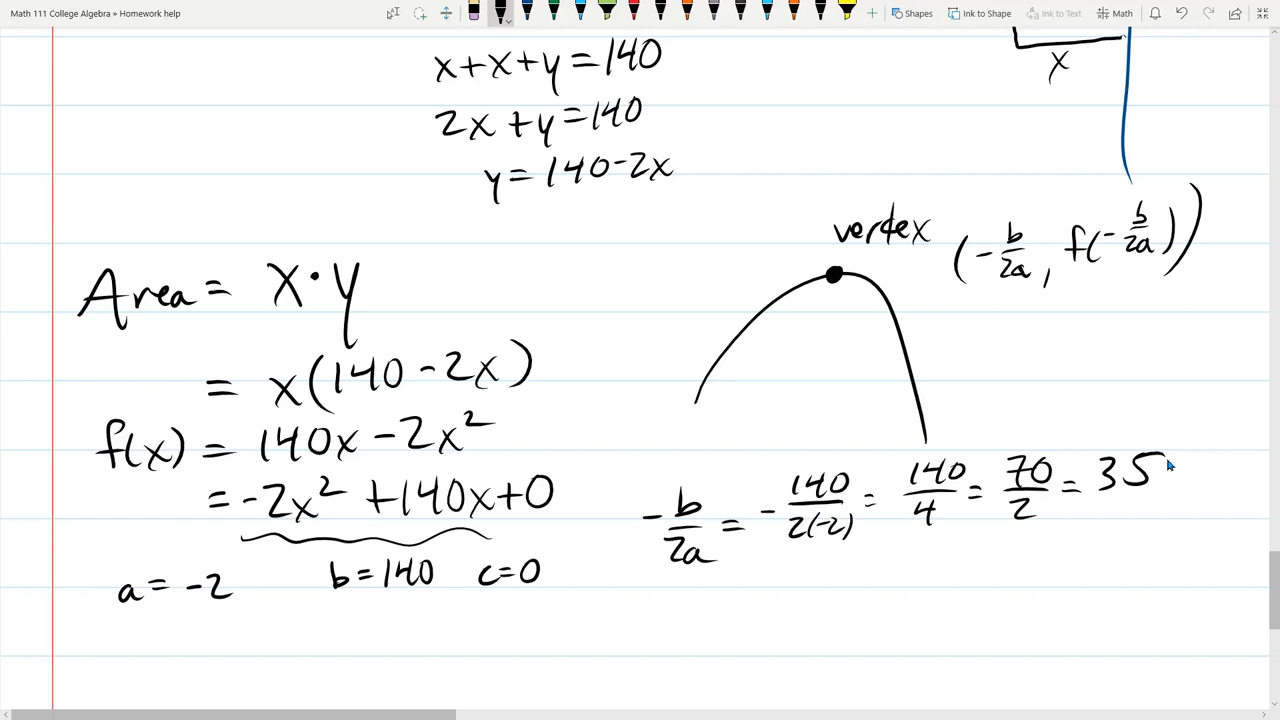 Math 111 College Algebra » Homework help
Shapes Ink to Shape Ink to Text Math
x+x+y=140
2x+y=140
y=140-2x
x
vertex (-b/2a, f(-b/2a))
Area = x·y
= x(140-2x)
f(x) = 140x-2x²
= -2x²+140x+0
-b/2a = -140/2(-2) = 140/4 = 70/2 = 35
a=-2 b=140 c=0